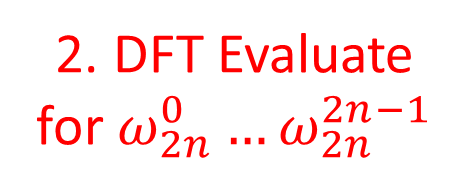 2. DFT Evaluate
for ω₂ₙ⁰ … ω₂ₙ²ⁿ⁻¹